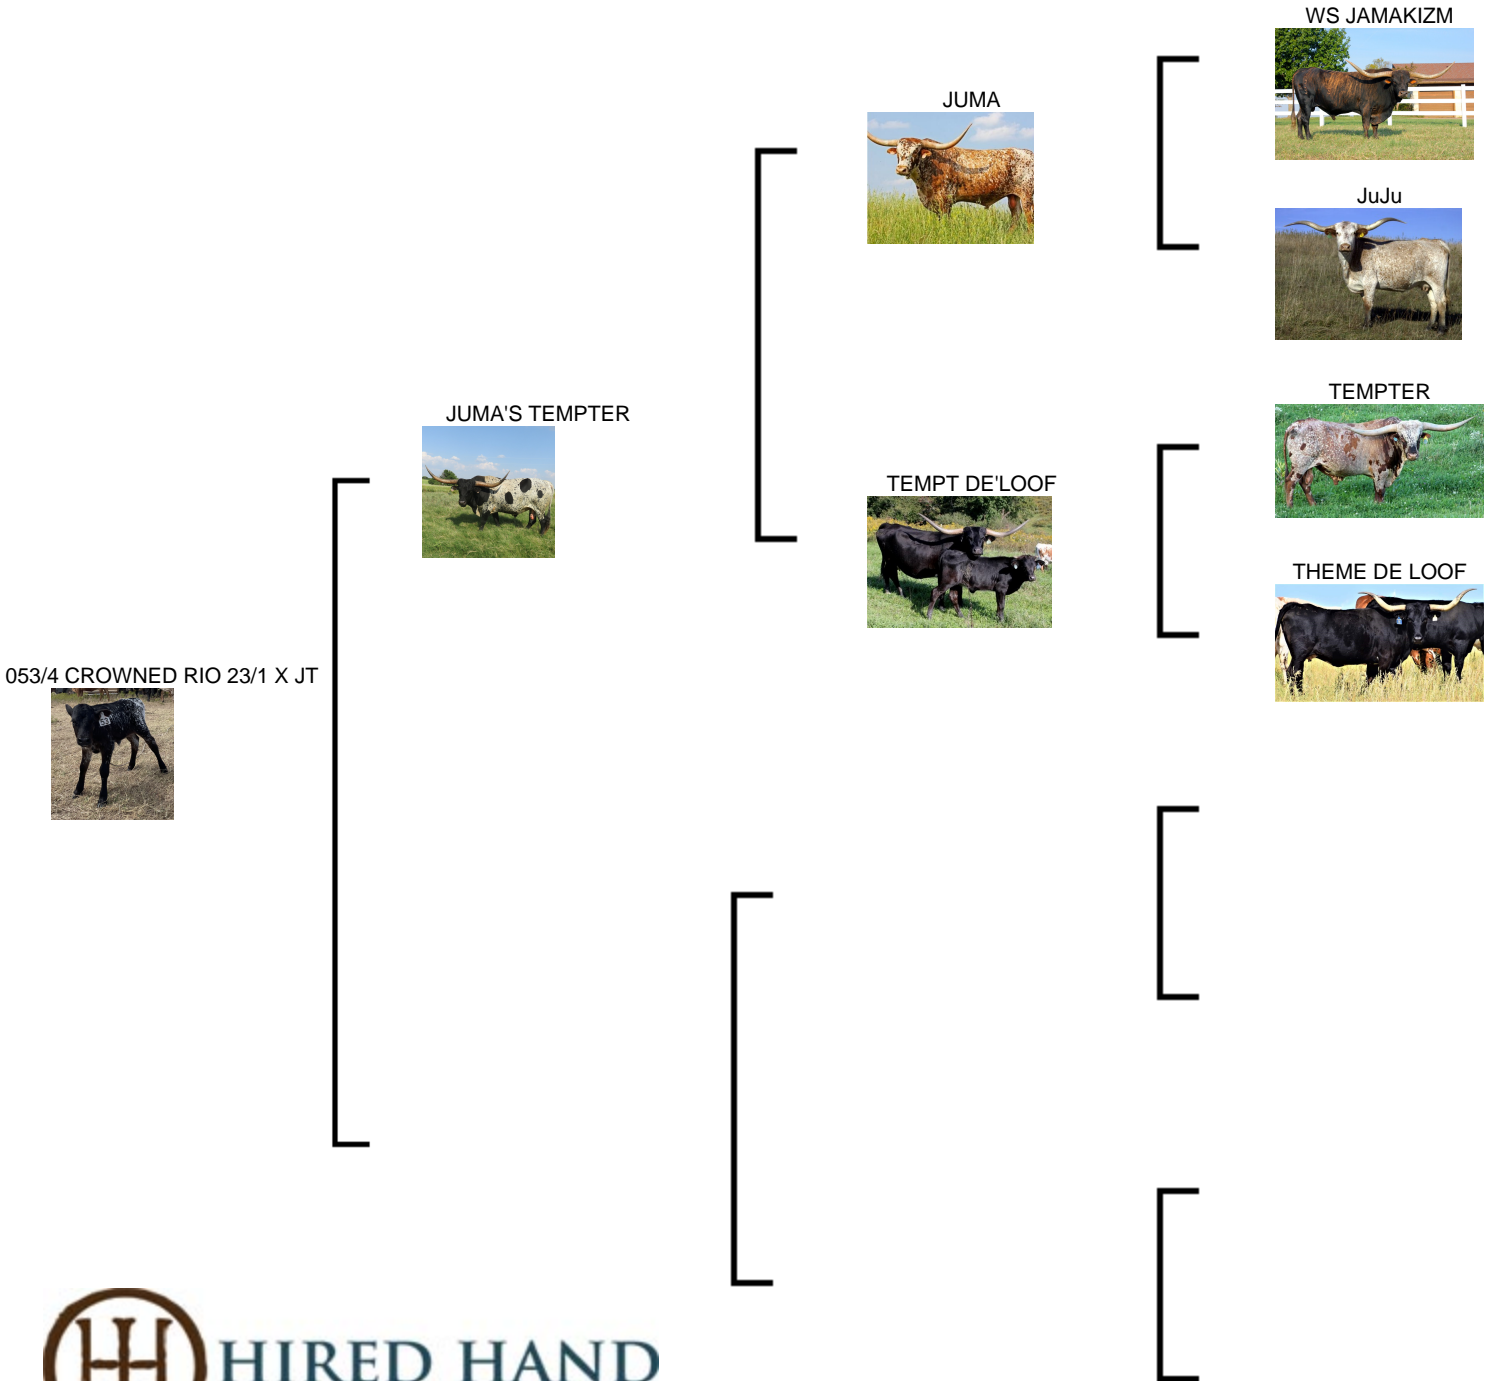 WS JAMAKIZM
JUMA
JuJu
TEMPTER
JUMA'S TEMPTER
TEMPT DE'LOOF
THEME DE LOOF
053/4 CROWNED RIO 23/1 X JT
HIRED HAND